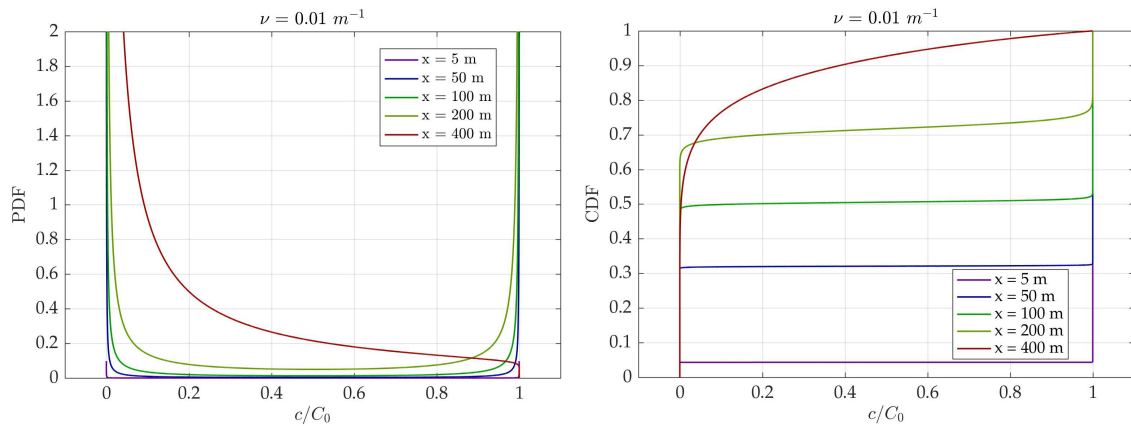 ν = 0.01 m⁻¹
2
1.8
1.6
1.4
1.2
1
0.8
0.6
0.4
0.2
0
PDF
x = 5 m
x = 50 m
x = 100 m
x = 200 m
x = 400 m
0 0.2 0.4 0.6 0.8 1
c/C₀
ν = 0.01 m⁻¹
1
0.9
0.8
0.7
0.6
0.5
0.4
0.3
0.2
0.1
0
CDF
x = 5 m
x = 50 m
x = 100 m
x = 200 m
x = 400 m
0 0.2 0.4 0.6 0.8 1
c/C₀